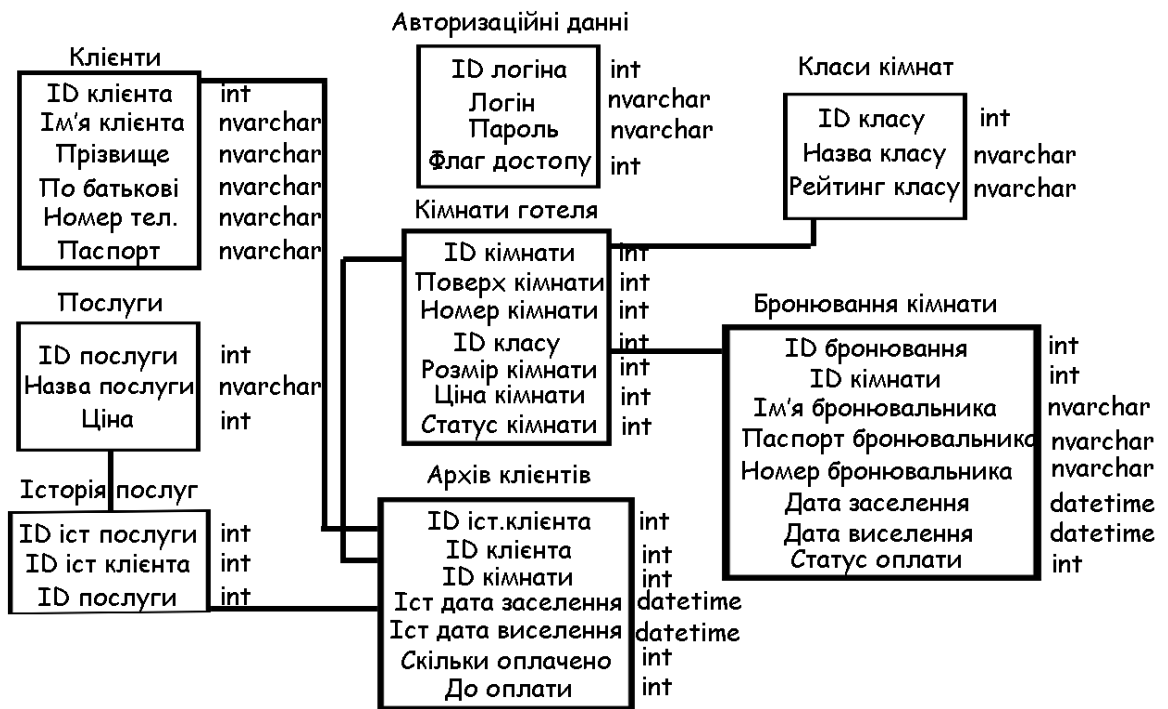 Авторизаційні данні
ID логіна int
Логін nvarchar
Пароль nvarchar
Флаг достопу int
Клієнти
ID клієнта int
Ім'я клієнта nvarchar
Прізвище nvarchar
По батькові nvarchar
Номер тел. nvarchar
Паспорт nvarchar
Класи кімнат
ID класу int
Назва класу nvarchar
Рейтинг класу nvarchar
Кімнати готеля
ID кімнати int
Поверх кімнати int
Номер кімнати int
ID класу int
Розмір кімнати int
Ціна кімнати int
Статус кімнати int
Послуги
ID послуги int
Назва послуги nvarchar
Ціна int
Бронювання кімнати
ID бронювання int
ID кімнати int
Ім'я бронювальника nvarchar
Паспорт бронювальника nvarchar
Номер бронювальника nvarchar
Дата заселення datetime
Дата виселення datetime
Статус оплати int
Історія послуг
ID іст послуги int
ID іст клієнта int
ID послуги int
Архів клієнтів
ID іст.клієнта int
ID клієнта int
ID кімнати int
Іст дата заселення datetime
Іст дата виселення datetime
Скільки оплачено int
До оплати int